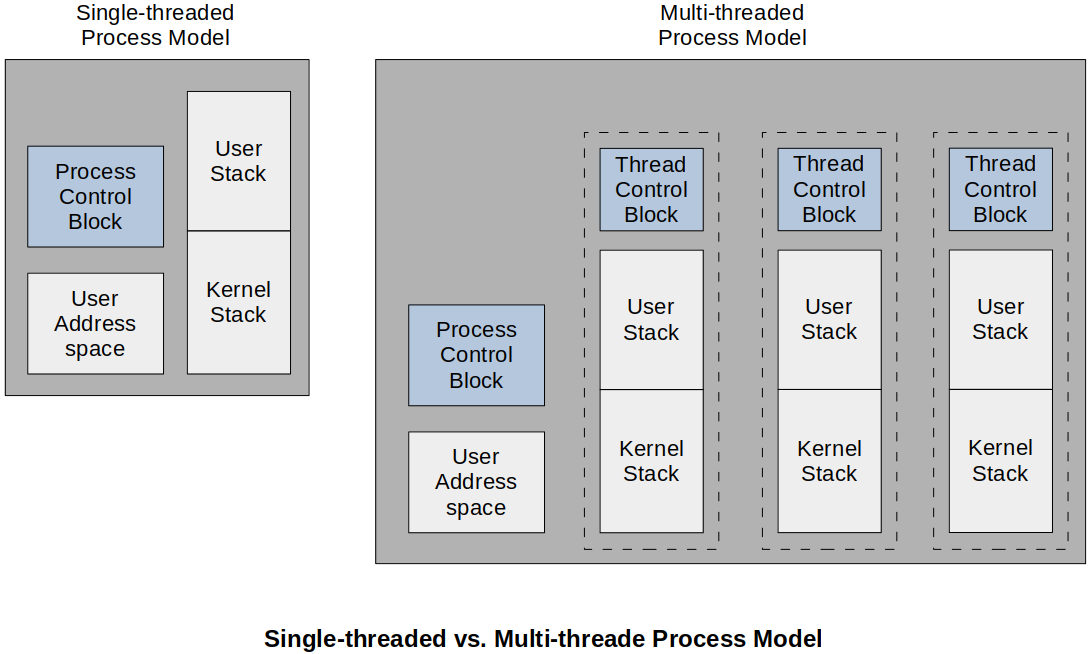 Single-threaded
Process Model
Process
Control
Block
User
Address
space
User
Stack
Kernel
Stack
Multi-threaded
Process Model
Process
Control
Block
User
Address
space
Thread
Control
Block
User
Stack
Kernel
Stack
Thread
Control
Block
User
Stack
Kernel
Stack
Thread
Control
Block
User
Stack
Kernel
Stack
Single-threaded vs. Multi-threade Process Model